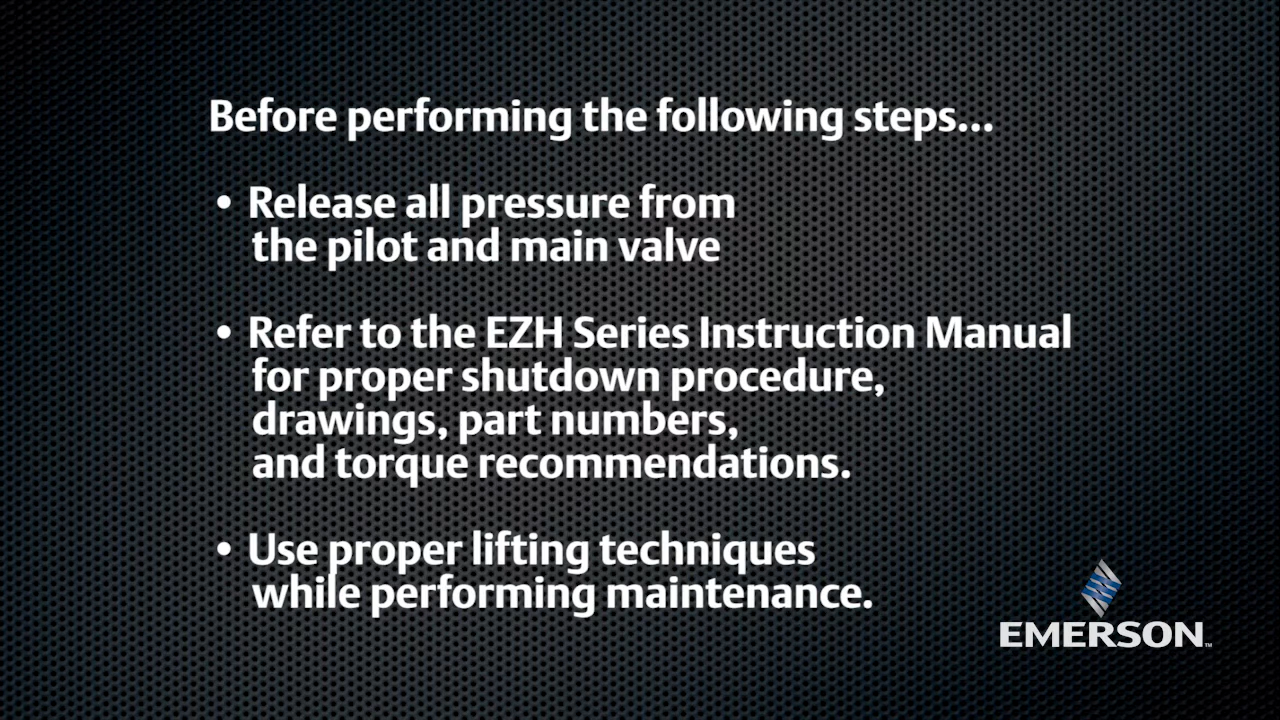 Before performing the following steps...
• Release all pressure from
the pilot and main valve
• Refer to the EZH Series Instruction Manual
for proper shutdown procedure,
drawings, part numbers,
and torque recommendations.
• Use proper lifting techniques
while performing maintenance.
EMERSON™